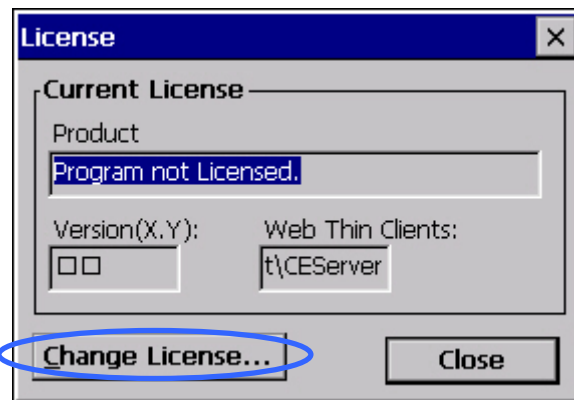 License
Current License
Product
Program not Licensed.
Version(X.Y): Web Thin Clients:
□□ t\CEServer
Change License... Close